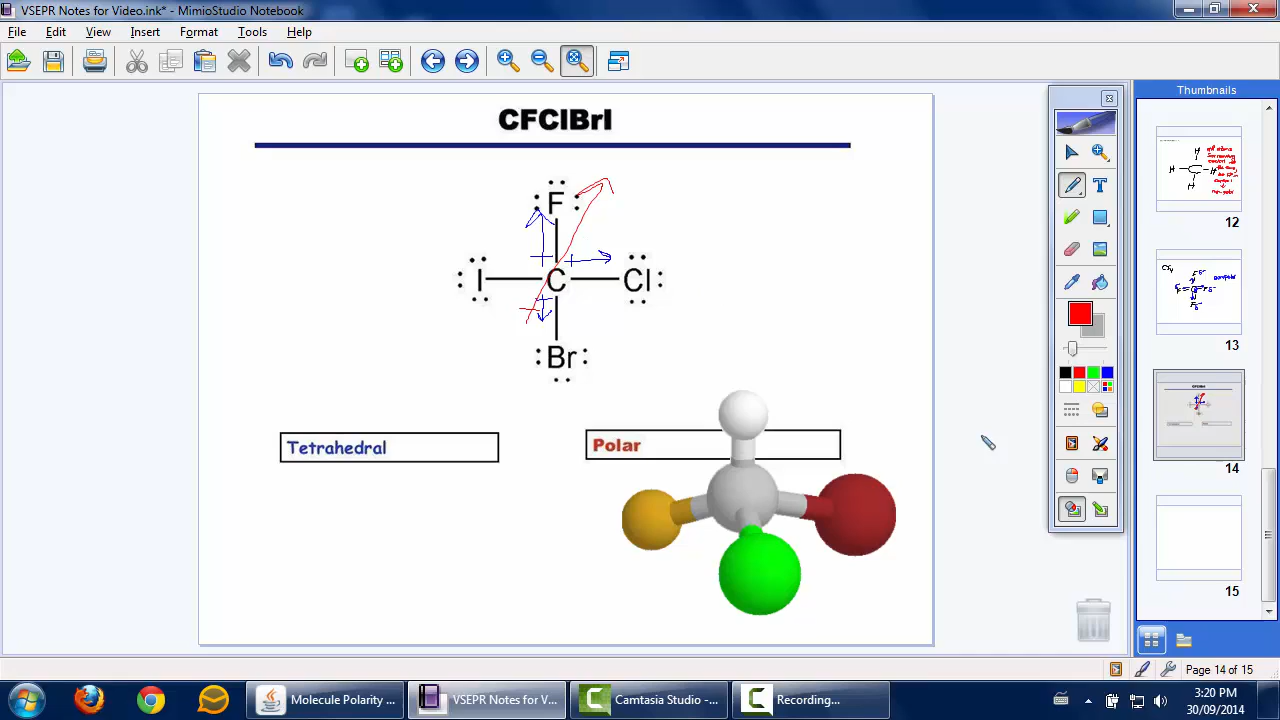 VSEPR Notes for Video.ink* - MimioStudio Notebook
File Edit View Insert Format Tools Help
Thumbnails
CFClBrI
F
I C Cl
Br
Tetrahedral
Polar
12
13
14
15
Page 14 of 15
Molecule Polarity ...
VSEPR Notes for V...
Camtasia Studio -...
Recording...
3:20 PM
30/09/2014